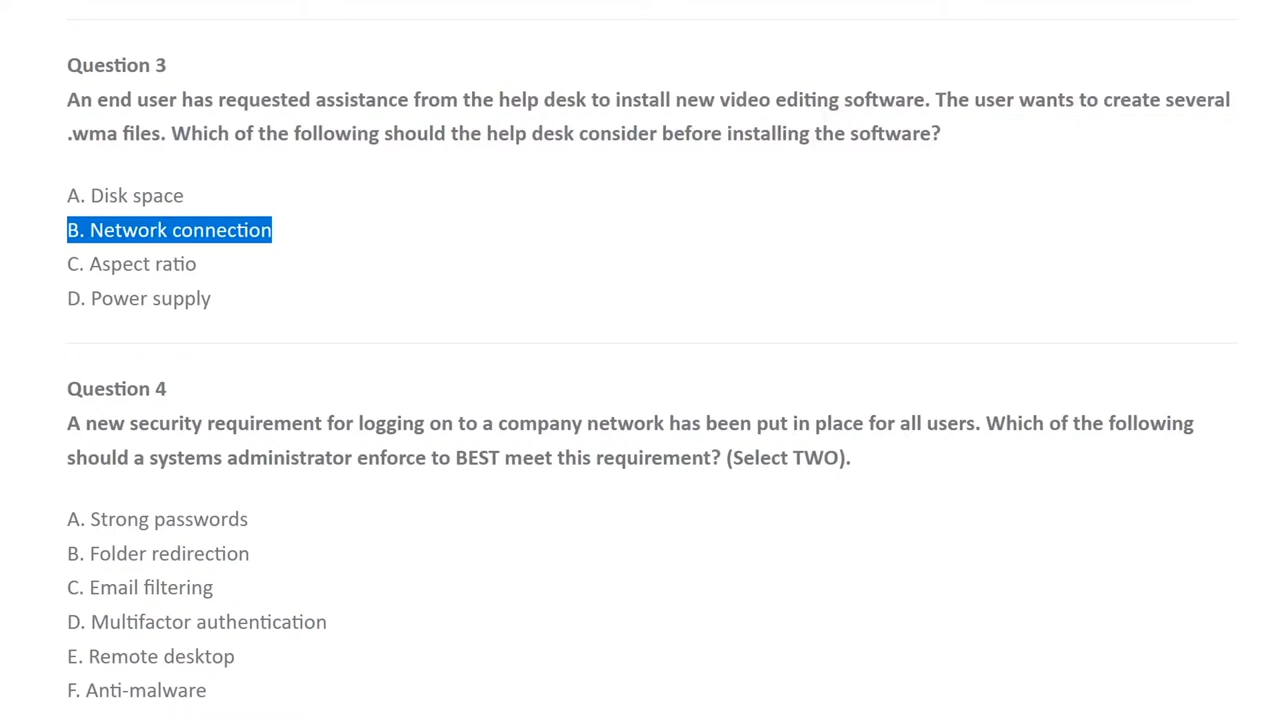 Question 3
An end user has requested assistance from the help desk to install new video editing software. The user wants to create several
.wma files. Which of the following should the help desk consider before installing the software?
A. Disk space
B. Network connection
C. Aspect ratio
D. Power supply
Question 4
A new security requirement for logging on to a company network has been put in place for all users. Which of the following
should a systems administrator enforce to BEST meet this requirement? (Select TWO).
A. Strong passwords
B. Folder redirection
C. Email filtering
D. Multifactor authentication
E. Remote desktop
F. Anti-malware